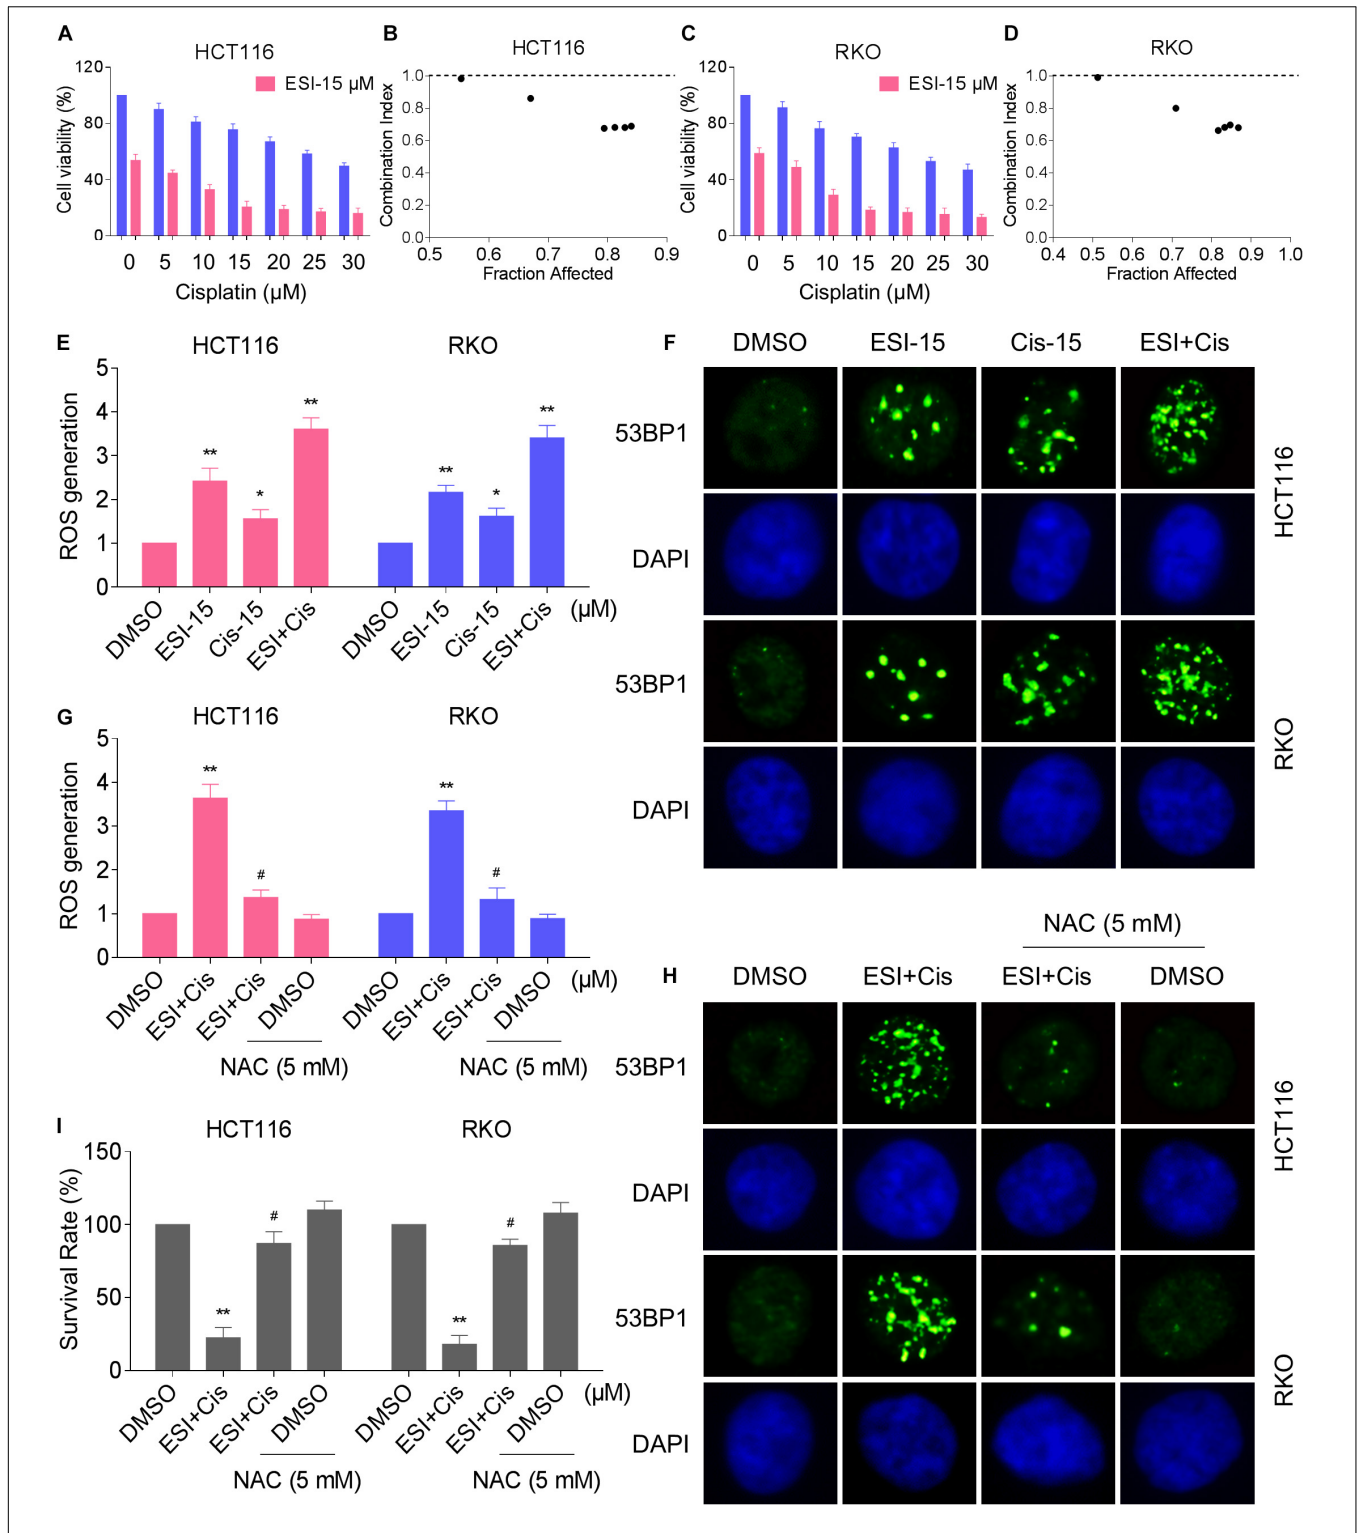 A
HCT116
ESI-15 μM
Cell viability (%)
120
80
40
0
0 5 10 15 20 25 30
Cisplatin (μM)
B
HCT116
Combination Index
1.0
0.8
0.6
0.4
0.2
0.0
0.5 0.6 0.7 0.8 0.9
Fraction Affected
C
RKO
ESI-15 μM
Cell viability (%)
120
80
40
0
0 5 10 15 20 25 30
Cisplatin (μM)
D
RKO
Combination Index
1.0
0.8
0.6
0.4
0.2
0.0
0.4 0.5 0.6 0.7 0.8 0.9 1.0
Fraction Affected
E
HCT116 RKO
ROS generation
5
4
3
2
1
0
** * **
** * **
DMSO ESI-15 Cis-15 ESI+Cis DMSO ESI-15 Cis-15 ESI+Cis (μM)
F
DMSO ESI-15 Cis-15 ESI+Cis
53BP1
DAPI
HCT116
53BP1
DAPI
RKO
G
HCT116 RKO
ROS generation
5
4
3
2
1
0
** #
** #
DMSO ESI+Cis ESI+Cis DMSO DMSO ESI+Cis ESI+Cis DMSO (μM)
NAC (5 mM) NAC (5 mM)
H
NAC (5 mM)
DMSO ESI+Cis ESI+Cis DMSO
53BP1
DAPI
HCT116
53BP1
DAPI
RKO
I
HCT116 RKO
Survival Rate (%)
150
100
50
0
** #
** #
DMSO ESI+Cis ESI+Cis DMSO DMSO ESI+Cis ESI+Cis DMSO (μM)
NAC (5 mM) NAC (5 mM)